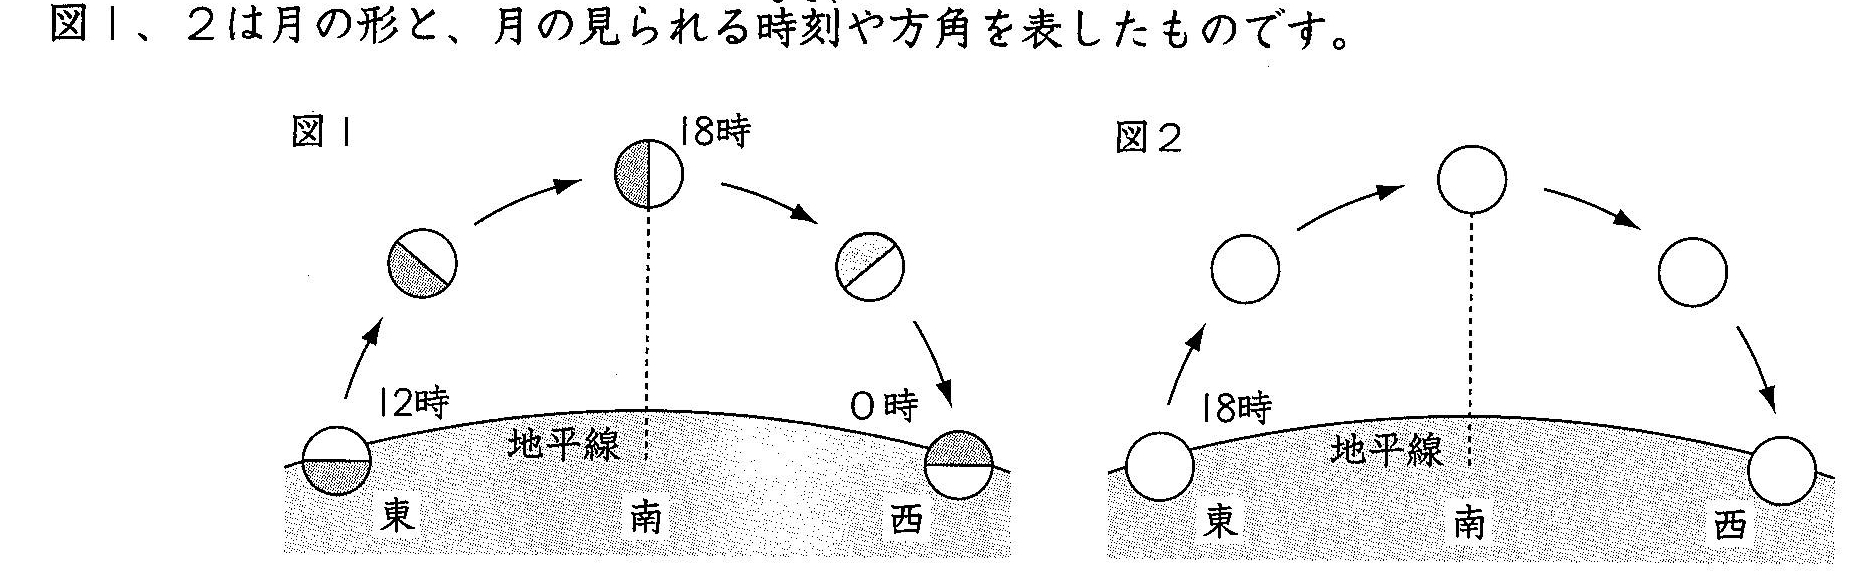 図1、2は月の形と、月の見られる時刻や方角を表したものです。
図1
18時
12時
0時
地平線
東
南
西
図2
18時
地平線
東
南
西